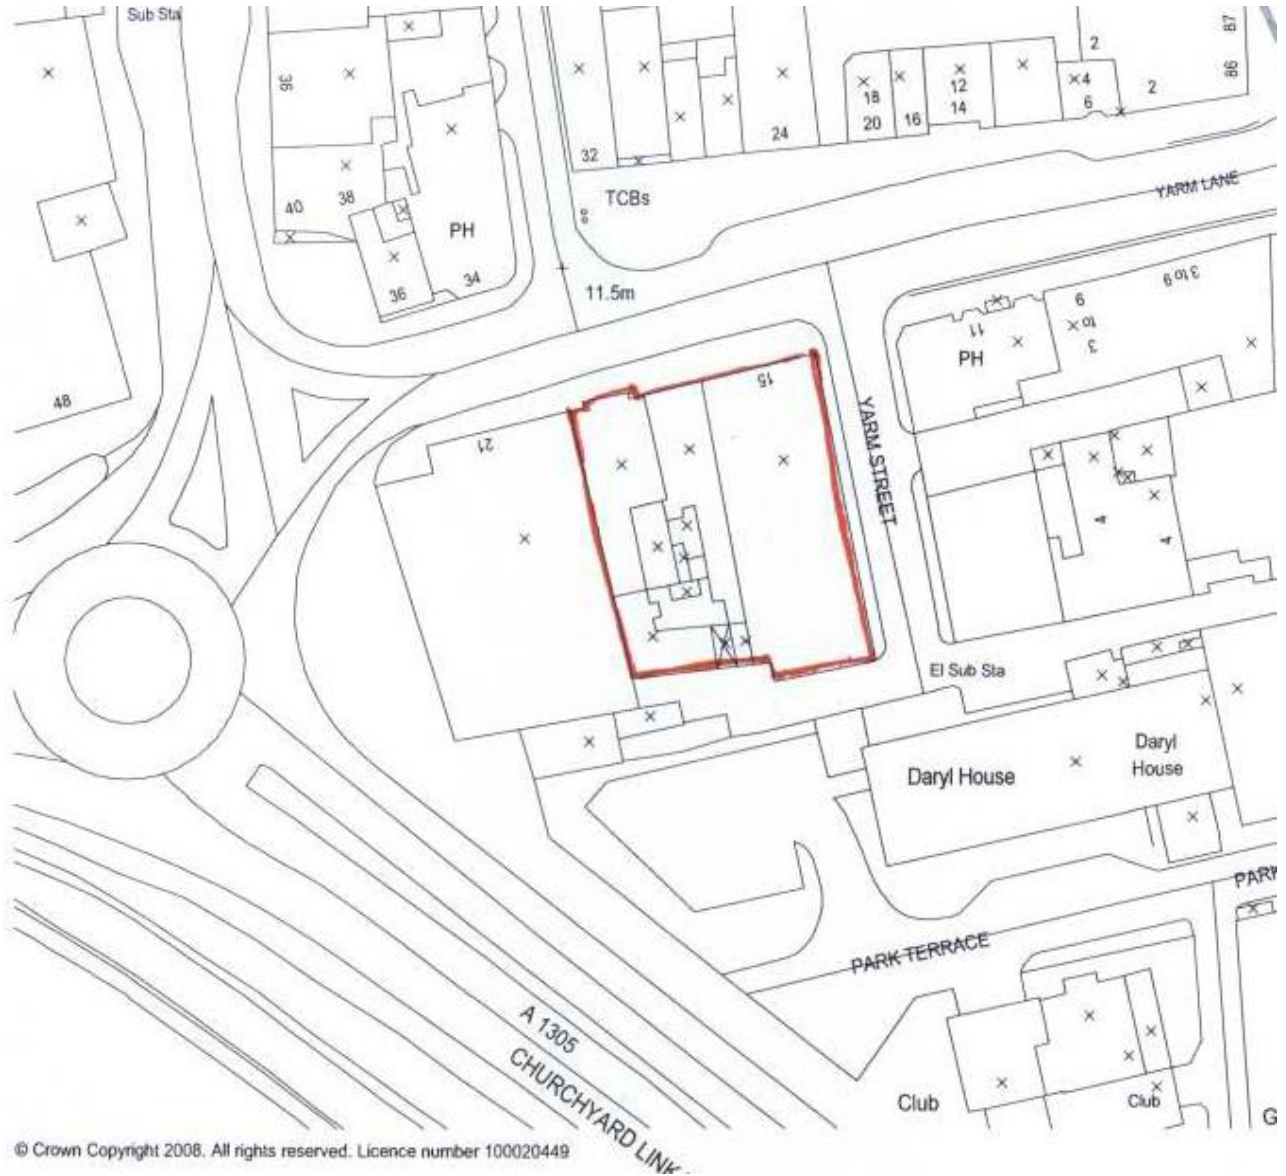 Sub Sta
36
2
87
4
6
2
86
18
20
16
12
14
24
32
TCBs
YARM LANE
40
38
PH
36
34
11.5m
3 to 9
11
9
to
3
PH
48
15
21
YARM STREET
4
4
El Sub Sta
Daryl House
Daryl
House
PARK
PARK TERRACE
A 1305
CHURCHYARD LINK
Club
Club
G
© Crown Copyright 2008. All rights reserved. Licence number 100020449